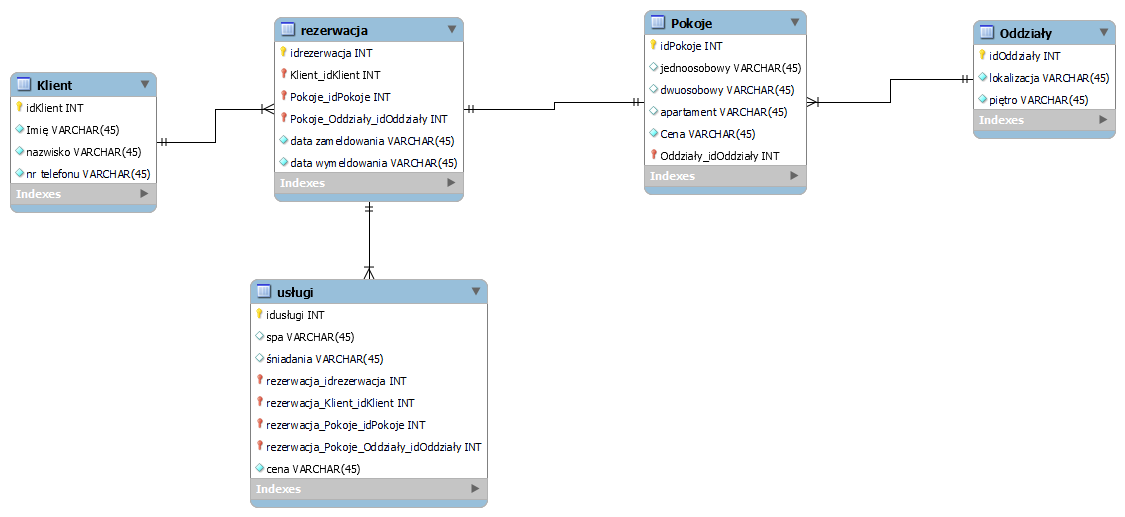 Klient
idKlient INT
Imię VARCHAR(45)
nazwisko VARCHAR(45)
nr telefonu VARCHAR(45)
Indexes
rezerwacja
idrezerwacja INT
Klient_idKlient INT
Pokoje_idPokoje INT
Pokoje_Oddziały_idOddziały INT
data zameldowania VARCHAR(45)
data wymeldowania VARCHAR(45)
Indexes
Pokoje
idPokoje INT
jednoosobowy VARCHAR(45)
dwuosobowy VARCHAR(45)
apartament VARCHAR(45)
Cena VARCHAR(45)
Oddziały_idOddziały INT
Indexes
Oddziały
idOddziały INT
lokalizacja VARCHAR(45)
piętro VARCHAR(45)
Indexes
usługi
idusługi INT
spa VARCHAR(45)
śniadania VARCHAR(45)
rezerwacja_idrezerwacja INT
rezerwacja_Klient_idKlient INT
rezerwacja_Pokoje_idPokoje INT
rezerwacja_Pokoje_Oddziały_idOddziały INT
cena VARCHAR(45)
Indexes